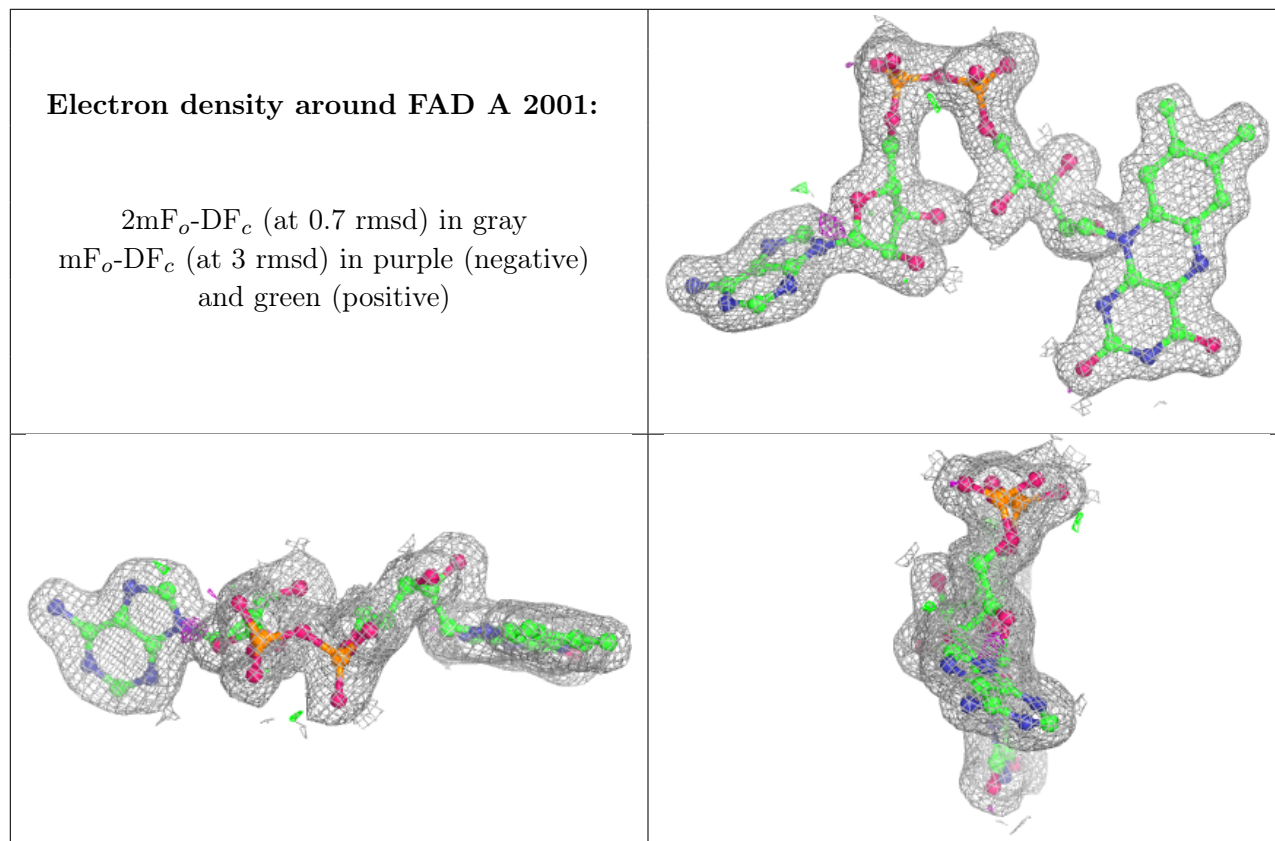 Electron density around FAD A 2001:
2mFo-DFc (at 0.7 rmsd) in gray
mFo-DFc (at 3 rmsd) in purple (negative)
and green (positive)